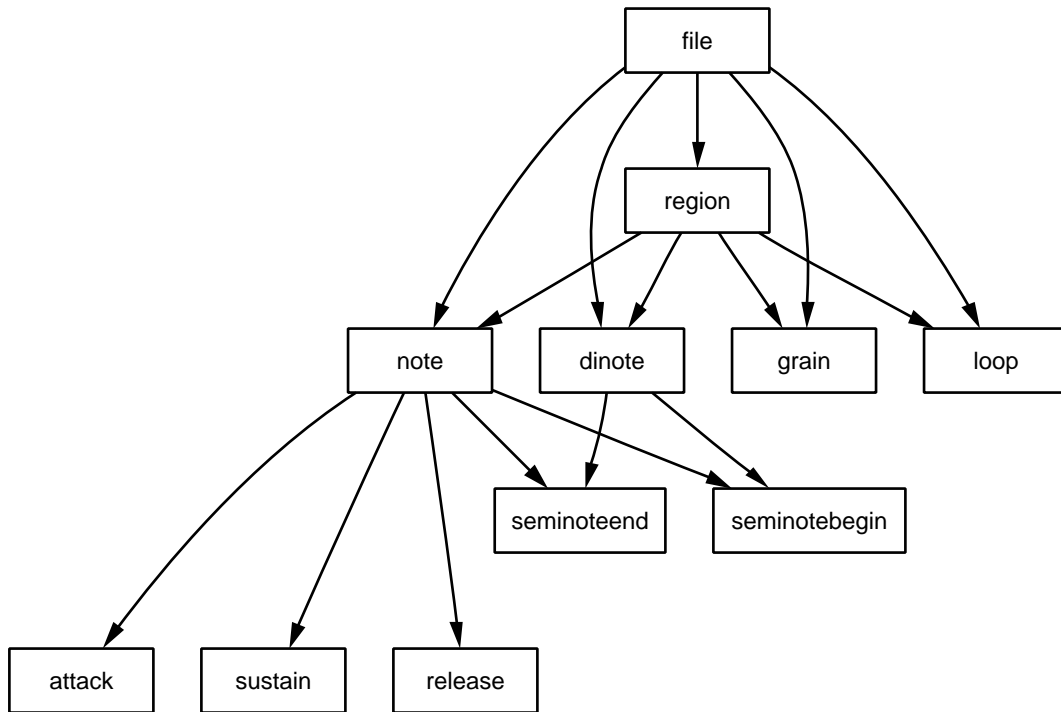 file
region
note
dinote
grain
loop
seminoteend
seminotebegin
attack
sustain
release